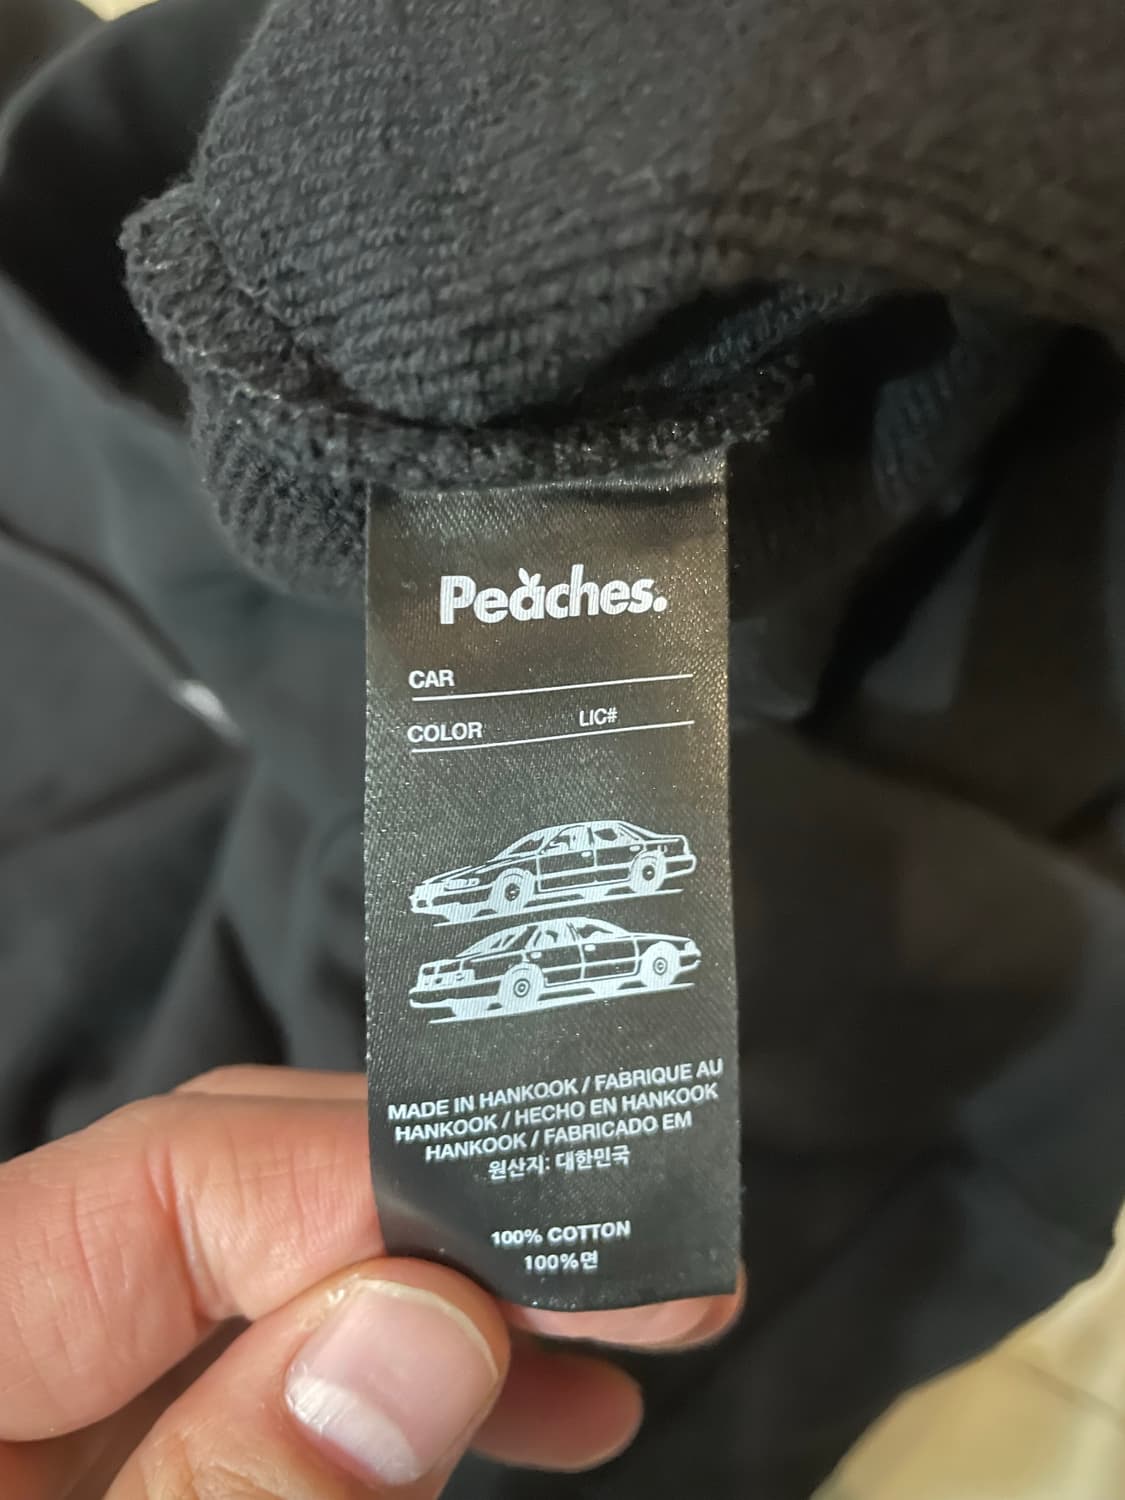 Peaches.
CAR
COLOR LIC#
MADE IN HANKOOK / FABRIQUE AU
HANKOOK / HECHO EN HANKOOK
HANKOOK / FABRICADO EM
원산지: 대한민국
100% COTTON
100%면